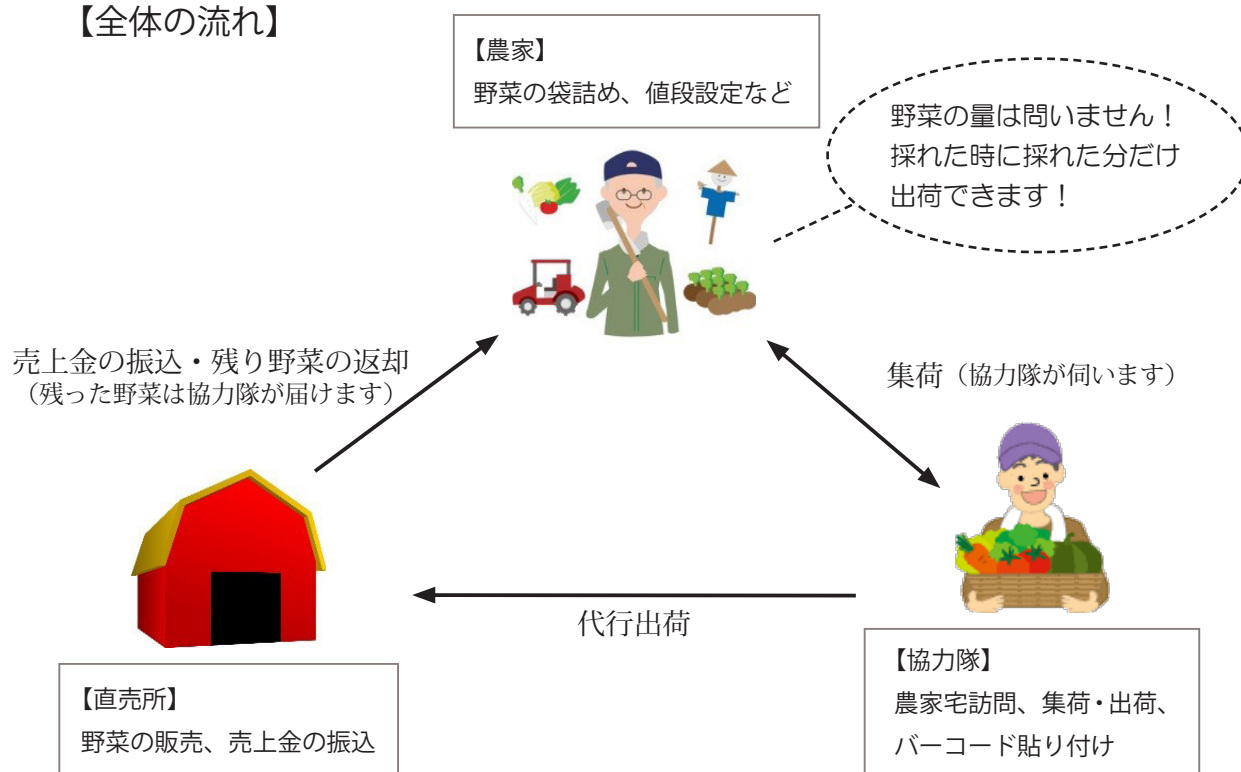 【全体の流れ】
【農家】
野菜の袋詰め、値段設定など
野菜の量は問いません！
採れた時に採れた分だけ
出荷できます！
売上金の振込・残り野菜の返却
（残った野菜は協力隊が届けます）
集荷（協力隊が伺います）
代行出荷
【直売所】
野菜の販売、売上金の振込
【協力隊】
農家宅訪問、集荷・出荷、
バーコード貼り付け